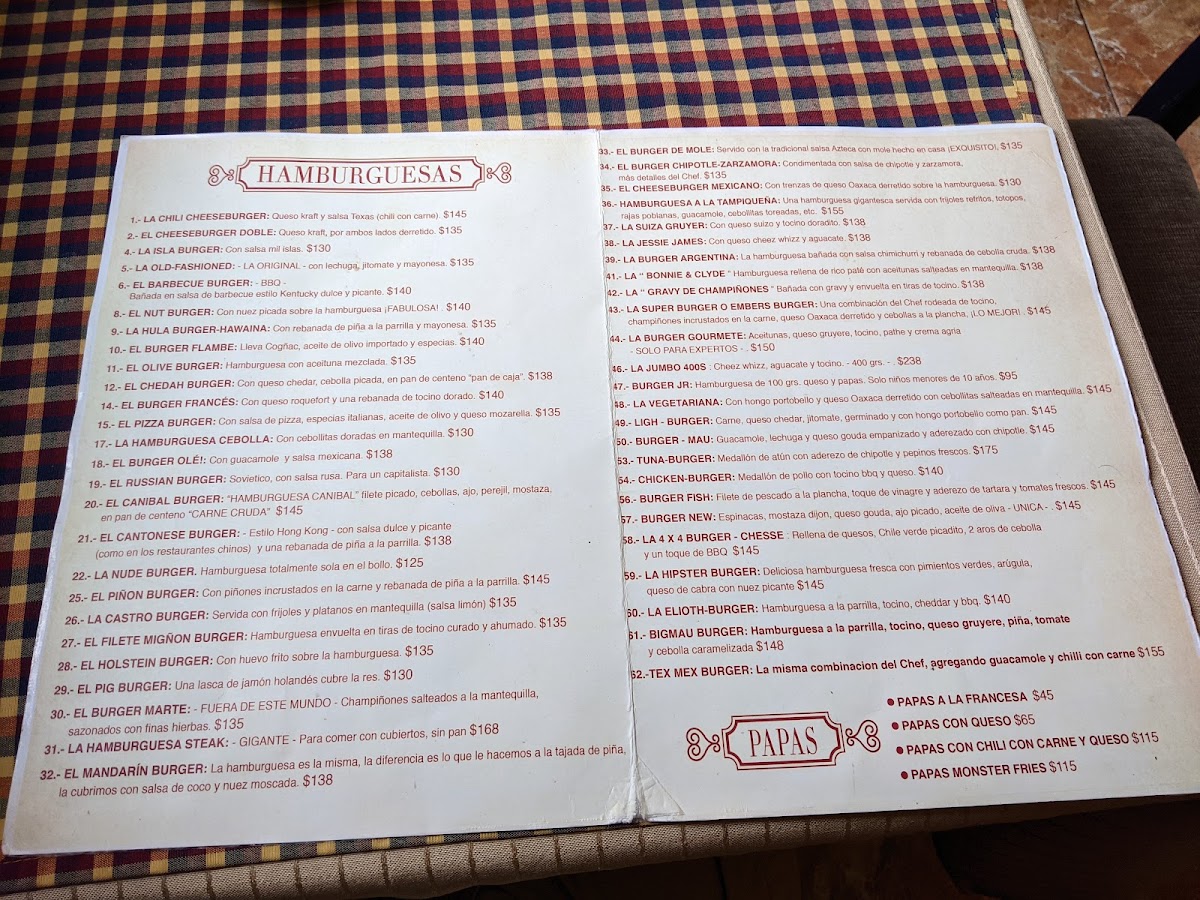 HAMBURGUESAS
1.- LA CHILI CHEESEBURGER: Queso kraft y salsa Texas (chili con carne). $145
2.- EL CHEESEBURGER DOBLE: Queso kraft, por ambos lados derretido. $135
4.- LA ISLA BURGER: Con salsa mil islas. $130
5.- LA OLD-FASHIONED: - LA ORIGINAL - con lechuga, jitomate y mayonesa. $135
6.- EL BARBECUE BURGER: - BBQ -
Bañada en salsa de barbecue estilo Kentucky dulce y picante. $140
8.- EL NUT BURGER: Con nuez picada sobre la hamburguesa ¡FABULOSA! . $140
9.- LA HULA BURGER-HAWAINA: Con rebanada de piña a la parrilla y mayonesa. $135
10.- EL BURGER FLAMBE: Lleva Cogñac, aceite de olivo importado y especias. $140
11.- EL OLIVE BURGER: Hamburguesa con aceituna mezclada. $135
12.- EL CHEDAH BURGER: Con queso chedar, cebolla picada, en pan de centeno "pan de caja". $138
14.- EL BURGER FRANCÉS: Con queso roquefort y una rebanada de tocino dorado. $140
15.- EL PIZZA BURGER: Con salsa de pizza, especias italianas, aceite de olivo y queso mozarella. $135
17.- LA HAMBURGUESA CEBOLLA: Con cebollitas doradas en mantequilla. $130
18.- EL BURGER OLÉ!: Con guacamole y salsa mexicana. $138
19.- EL RUSSIAN BURGER: Sovietico, con salsa rusa. Para un capitalista. $130
20.- EL CANIBAL BURGER: "HAMBURGUESA CANIBAL" filete picado, cebollas, ajo, perejil, mostaza,
en pan de centeno "CARNE CRUDA" $145
21.- EL CANTONESE BURGER: - Estilo Hong Kong - con salsa dulce y picante
(como en los restaurantes chinos) y una rebanada de piña a la parrilla. $138
22.- LA NUDE BURGER. Hamburguesa totalmente sola en el bollo. $125
25.- EL PIÑON BURGER: Con piñones incrustados en la carne y rebanada de piña a la parrilla. $145
26.- LA CASTRO BURGER: Servida con frijoles y platanos en mantequilla (salsa limón) $135
27.- EL FILETE MIGÑON BURGER: Hamburguesa envuelta en tiras de tocino curado y ahumado. $135
28.- EL HOLSTEIN BURGER: Con huevo frito sobre la hamburguesa. $135
29.- EL PIG BURGER: Una lasca de jamón holandés cubre la res. $130
30.- EL BURGER MARTE: - FUERA DE ESTE MUNDO - Champiñones salteados a la mantequilla,
sazonados con finas hierbas. $135
31.- LA HAMBURGUESA STEAK: - GIGANTE - Para comer con cubiertos, sin pan $168
32.- EL MANDARÍN BURGER: La hamburguesa es la misma, la diferencia es lo que le hacemos a la tajada de piña,
la cubrimos con salsa de coco y nuez moscada. $138
33.- EL BURGER DE MOLE: Servido con la tradicional salsa Azteca con mole hecho en casa ¡EXQUISITO!, $135
34.- EL BURGER CHIPOTLE-ZARZAMORA: Condimentada con salsa de chipotle y zarzamora,
más detalles del Chef. $135
35.- EL CHEESEBURGER MEXICANO: Con trenzas de queso Oaxaca derretido sobre la hamburguesa. $130
36.- HAMBURGUESA A LA TAMPIQUEÑA: Una hamburguesa gigantesca servida con frijoles refritos, totopos,
rajas poblanas, guacamole, cebollitas toreadas, etc. $155
37.- LA SUIZA GRUYER: Con queso suizo y tocino doradito. $138
38.- LA JESSIE JAMES: Con queso cheez whizz y aguacate. $138
39.- LA BURGER ARGENTINA: La hamburguesa bañada con salsa chimichurri y rebanada de cebolla cruda. $138
41.- LA " BONNIE & CLYDE " Hamburguesa rellena de rico paté con aceitunas salteadas en mantequilla. $138
42.- LA " GRAVY DE CHAMPIÑONES " Bañada con gravy y envuelta en tiras de tocino. $138
43.- LA SUPER BURGER O EMBERS BURGER: Una combinación del Chef rodeada de tocino,
champiñones incrustados en la carne, queso Oaxaca derretido y cebollas a la plancha, ¡LO MEJOR! . $145
44.- LA BURGER GOURMETE: Aceitunas, queso gruyere, tocino, pathe y crema agria
- SOLO PARA EXPERTOS - . $150
46.- LA JUMBO 400S : Cheez whizz, aguacate y tocino. - 400 grs. - . $238
47.- BURGER JR: Hamburguesa de 100 grs. queso y papas. Solo niños menores de 10 años. $95
48.- LA VEGETARIANA: Con hongo portobello y queso Oaxaca derretido con cebollitas salteadas en mantequilla. $145
49.- LIGH - BURGER: Carne, queso chedar, jitomate, germinado y con hongo portobello como pan. $145
50.- BURGER - MAU: Guacamole, lechuga y queso gouda empanizado y aderezado con chipotle. $145
53.- TUNA-BURGER: Medallón de atún con aderezo de chipotle y pepinos frescos. $175
54.- CHICKEN-BURGER: Medallón de pollo con tocino bbq y queso. $140
56.- BURGER FISH: Filete de pescado a la plancha, toque de vinagre y aderezo de tartara y tomates frescos. $145
57.- BURGER NEW: Espinacas, mostaza dijon, queso gouda, ajo picado, aceite de oliva - UNICA - . $145
58.- LA 4 X 4 BURGER - CHESSE : Rellena de quesos, Chile verde picadito, 2 aros de cebolla
y un toque de BBQ $145
59.- LA HIPSTER BURGER: Deliciosa hamburguesa fresca con pimientos verdes, arúgula,
queso de cabra con nuez picante $145
60.- LA ELIOTH-BURGER: Hamburguesa a la parrilla, tocino, cheddar y bbq. $140
61.- BIGMAU BURGER: Hamburguesa a la parrilla, tocino, queso gruyere, piña, tomate
y cebolla caramelizada $148
62.-TEX MEX BURGER: La misma combinacion del Chef, agregando guacamole y chilli con carne $155
PAPAS
● PAPAS A LA FRANCESA $45
● PAPAS CON QUESO $65
● PAPAS CON CHILI CON CARNE Y QUESO $115
● PAPAS MONSTER FRIES $115